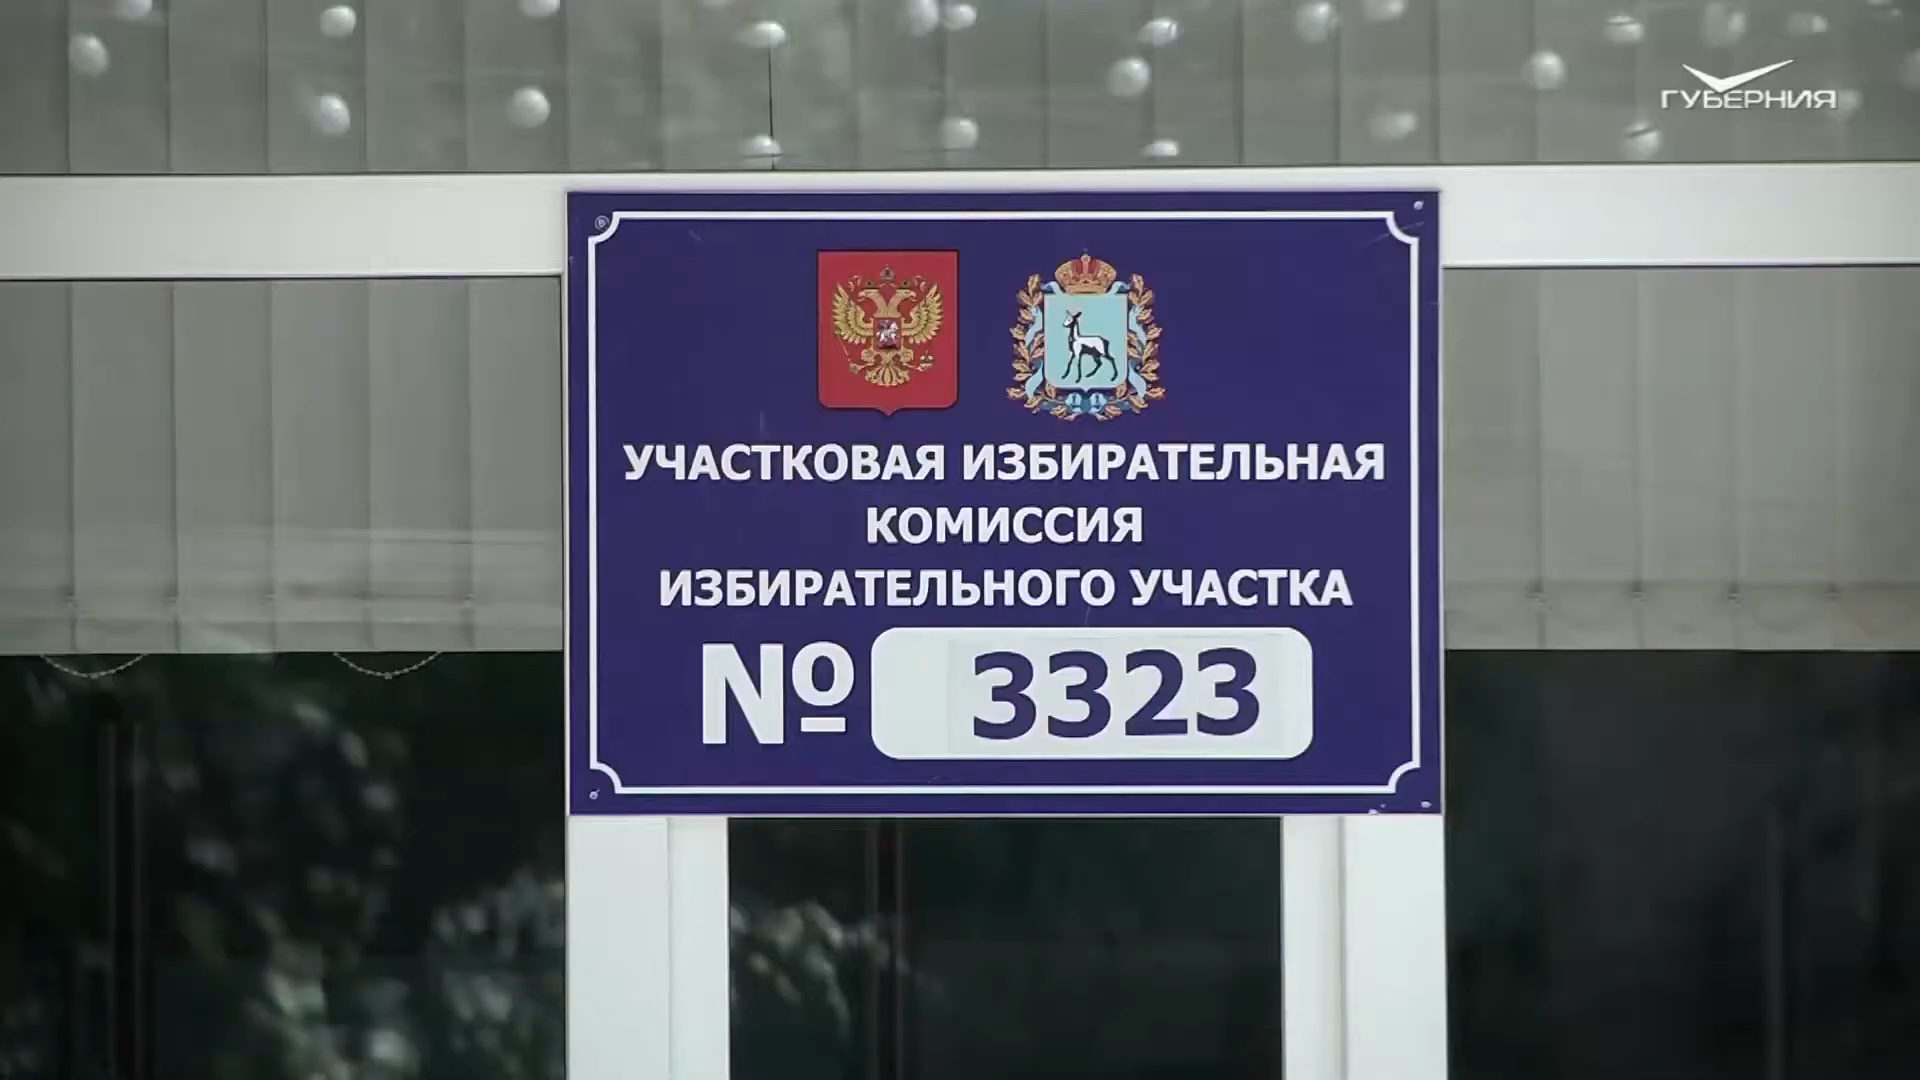 ГУБЕРНИЯ
УЧАСТКОВАЯ ИЗБИРАТЕЛЬНАЯ
КОМИССИЯ
ИЗБИРАТЕЛЬНОГО УЧАСТКА
№ 3323